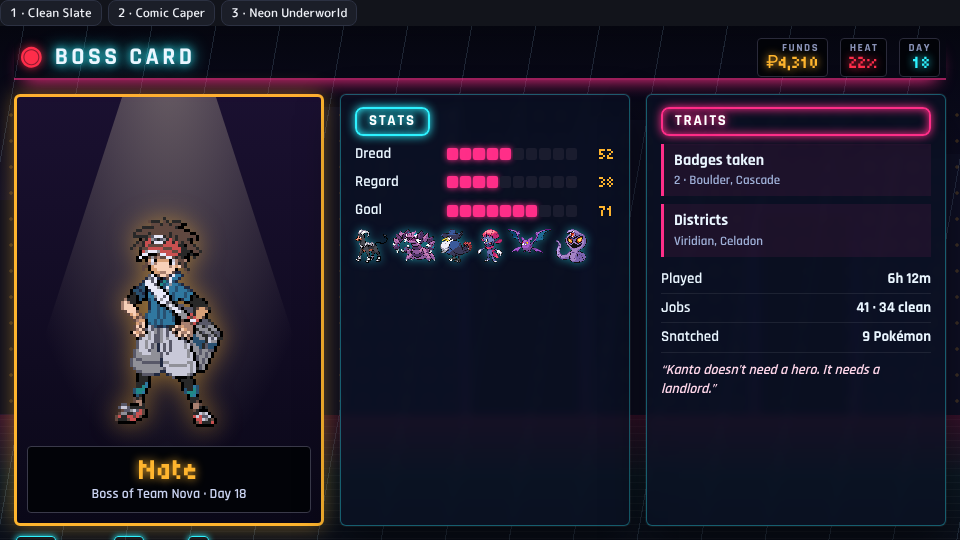 1 · Clean Slate
2 · Comic Caper
3 · Neon Underworld
BOSS CARD
FUNDS
₽4,310
HEAT
22%
DAY
18
STATS
Dread
52
Regard
38
Goal
71
TRAITS
Badges taken
2 · Boulder, Cascade
Districts
Viridian, Celadon
Played
6h 12m
Jobs
41 · 34 clean
Snatched
9 Pokémon
“Kanto doesn't need a hero. It needs a
landlord.”
Nate
Boss of Team Nova · Day 18